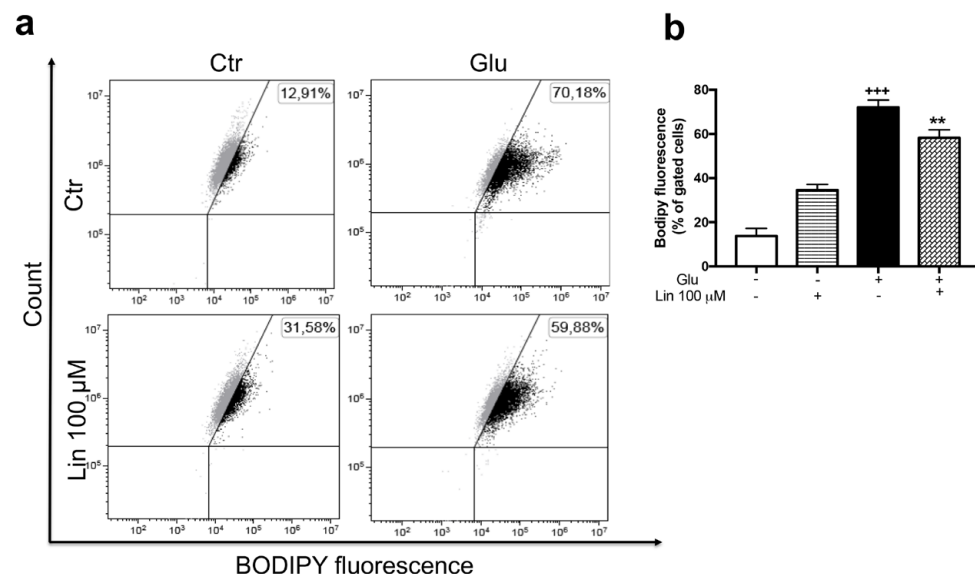 a
Ctr
Glu
Ctr
12,91%
10⁷
10⁶
10⁵
10² 10³ 10⁴ 10⁵ 10⁶ 10⁷
70,18%
10⁷
10⁶
10⁵
10² 10³ 10⁴ 10⁵ 10⁶ 10⁷
Lin 100 µM
31,58%
10⁷
10⁶
10⁵
10² 10³ 10⁴ 10⁵ 10⁶ 10⁷
59,88%
10⁷
10⁶
10⁵
10² 10³ 10⁴ 10⁵ 10⁶ 10⁷
Count
BODIPY fluorescence
b
Bodipy fluorescence
(% of gated cells)
80
60
40
20
0
+++
**
Glu - - + +
Lin 100 µM - + - +